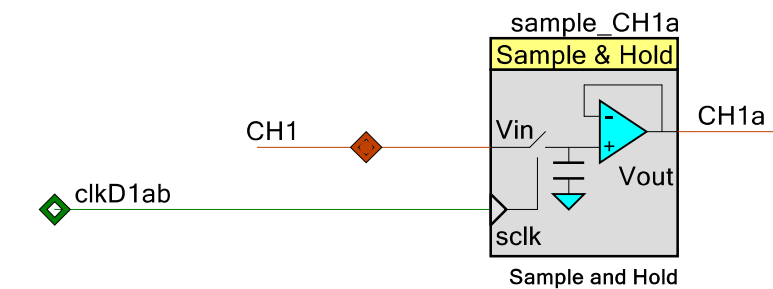 sample_CH1a
Sample & Hold
CH1
Vin
-
+
CH1a
Vout
clkD1ab
sclk
Sample and Hold